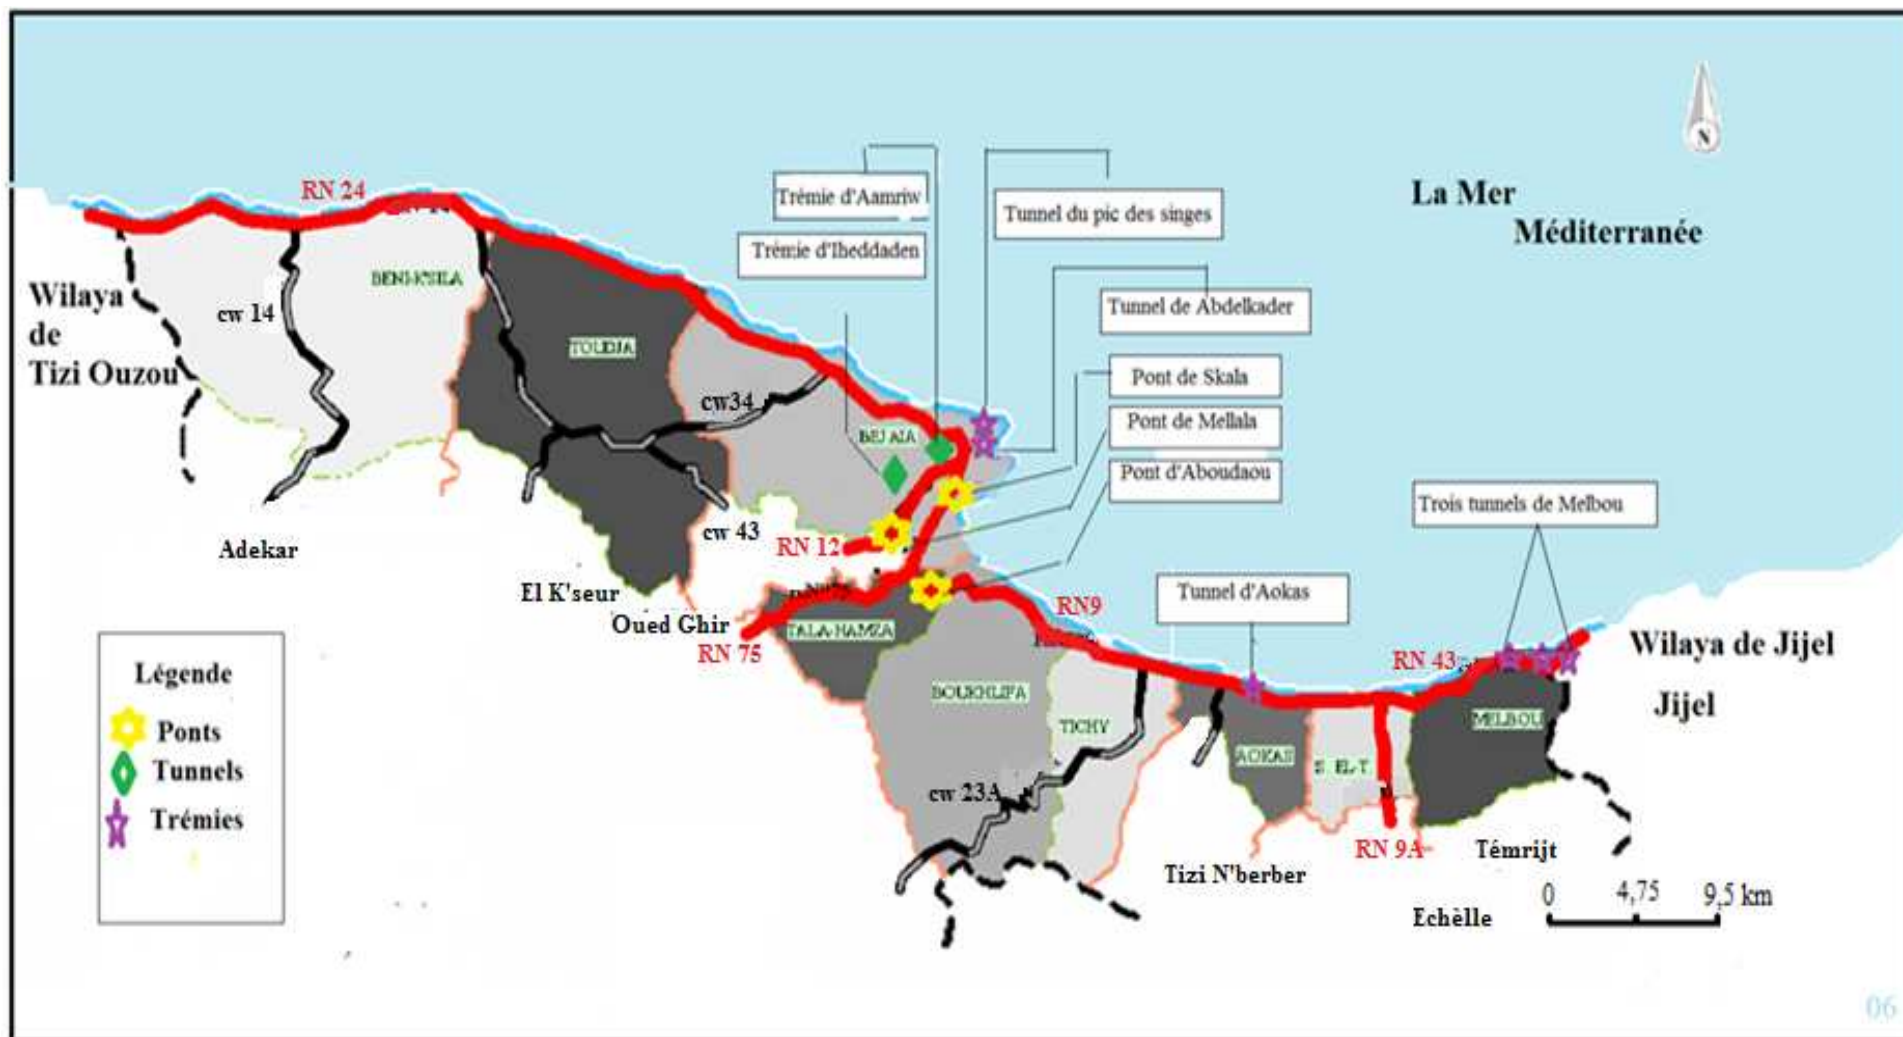 La Mer
Méditerranée
N
RN 24
Trémie d'Aamriw
Trémie d'Iheddaden
Tunnel du pic des singes
Tunnel de Abdelkader
Pont de Skala
Pont de Mellala
Pont d'Aboudaou
Trois tunnels de Melbou
Tunnel d'Aokas
Wilaya
de
Tizi Ouzou
cw 14
BENI-K'SILA
TOUDJA
cw34
BEJAIA
cw 43
RN 12
Adekar
El K'seur
Oued Ghir
RN 75
TALA-HAMZA
RN9
RN 43
Wilaya de Jijel
Jijel
BOUKHLIFA
TICHY
AOKAS
S. EL-T.
MELBOU
cw 23A
RN 9A
Tizi N'berber
Témrijt
Echèlle
0 4,75 9,5 km
Légende
Ponts
Tunnels
Trémies
06